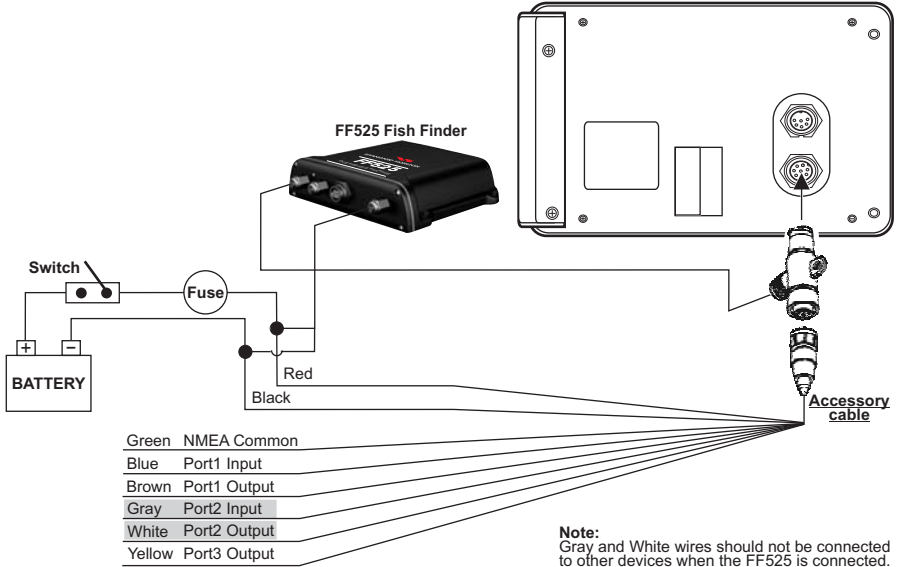 FF525 Fish Finder
FF525
Switch
Fuse
+
−
BATTERY
Red
Black
Accessory
cable
Green NMEA Common
Blue Port1 Input
Brown Port1 Output
Gray Port2 Input
White Port2 Output
Yellow Port3 Output
Note:
Gray and White wires should not be connected
to other devices when the FF525 is connected.